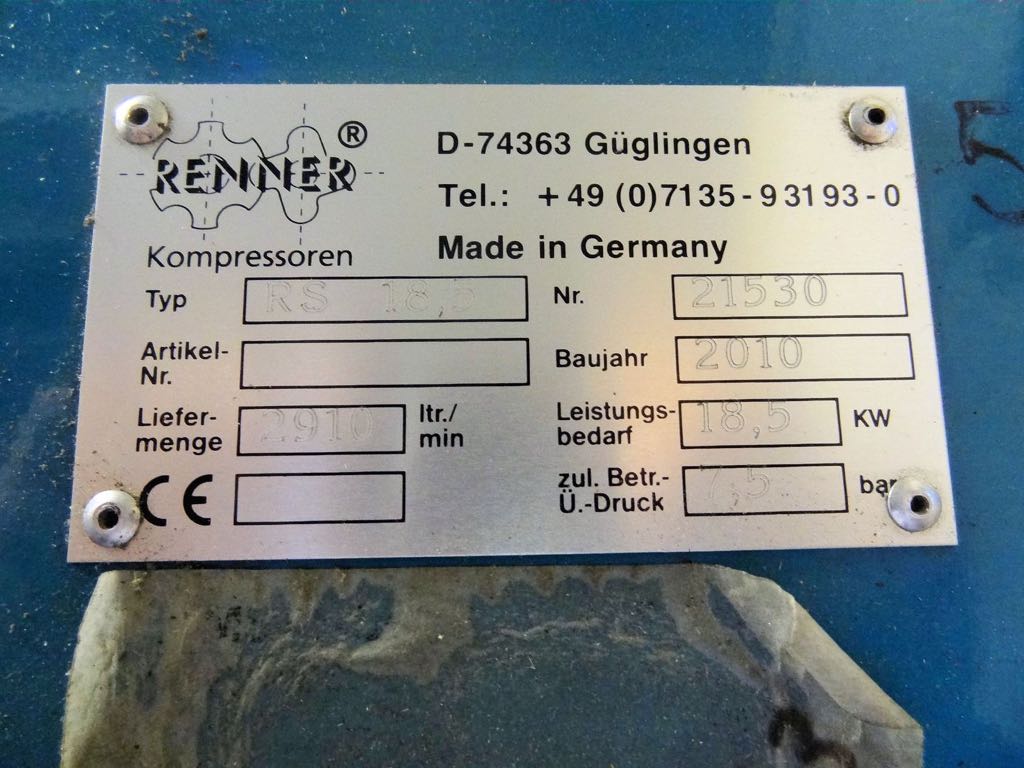 RENNER ®
Kompressoren
D-74363 Güglingen
Tel.: +49 (0)7135-93193-0
Made in Germany
Typ RS 18,5
Nr. 21530
Artikel-
Nr.
Baujahr 2010
Liefer-
menge 2910 ltr./
min
Leistungs-
bedarf 18,5 KW
CE
zul. Betr.-
Ü.-Druck 7,5 bar
5